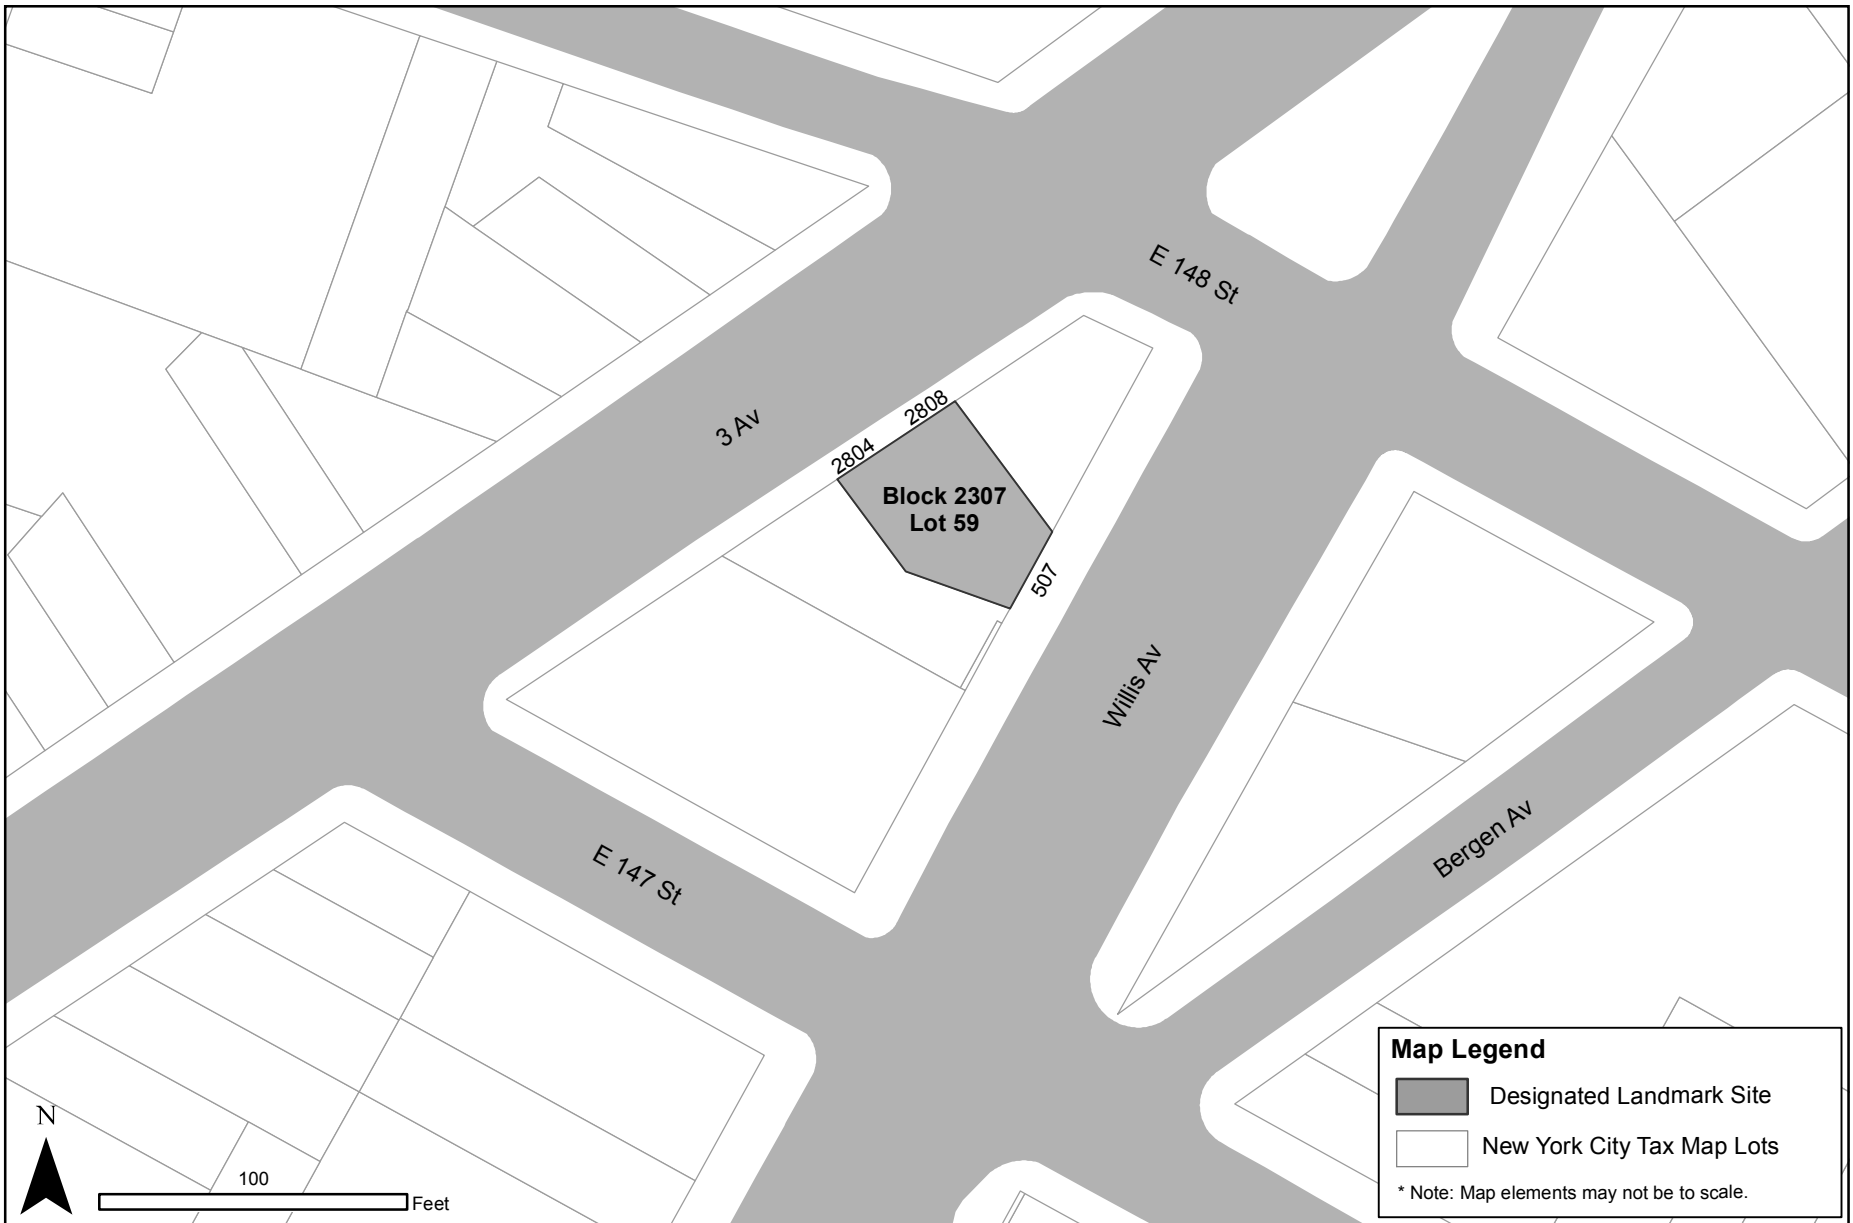 E 148 St
3 Av
2808
2804
Block 2307
Lot 59
507
Willis Av
Bergen Av
E 147 St
N
100
Feet
Map Legend
Designated Landmark Site
New York City Tax Map Lots
* Note: Map elements may not be to scale.